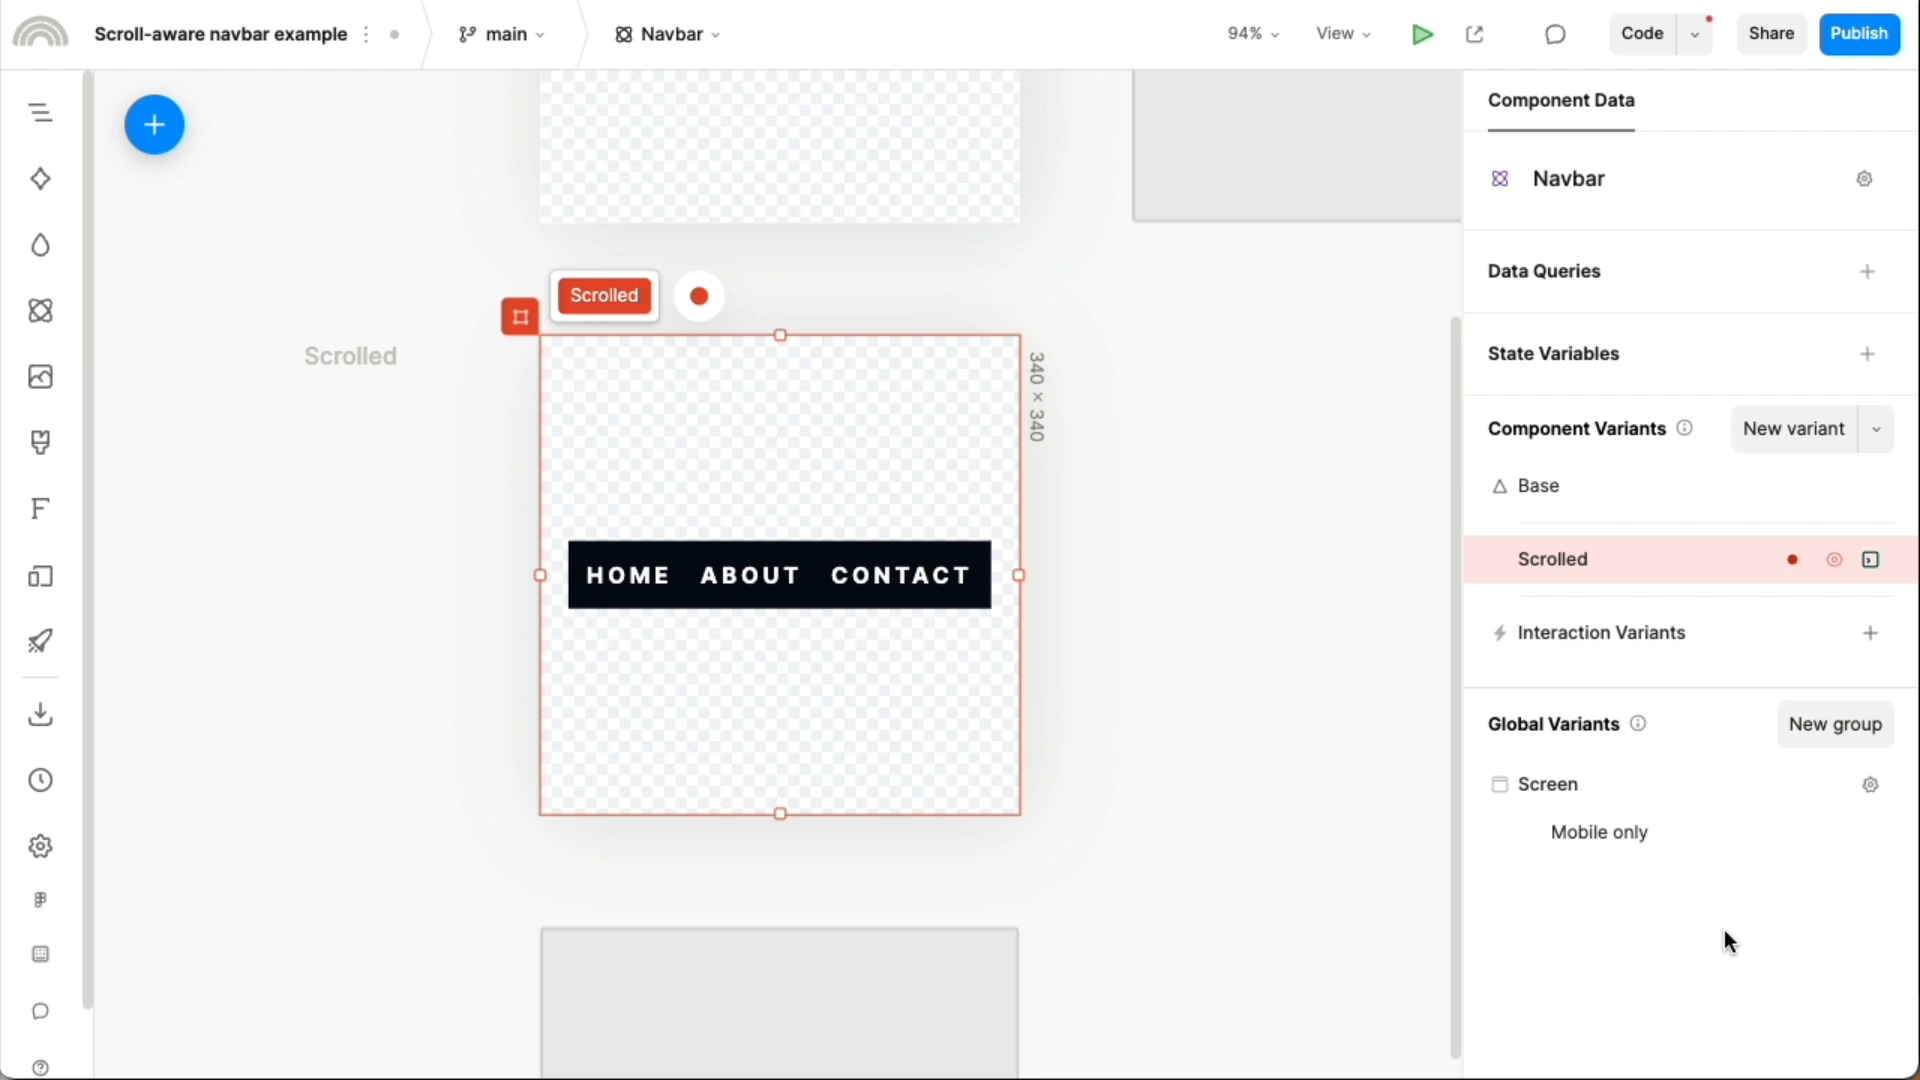 Scroll-aware navbar example
main
Navbar
94%
View
Code
Share
Publish
Component Data
Navbar
Data Queries
State Variables
Component Variants
New variant
Base
Scrolled
Interaction Variants
Global Variants
New group
Screen
Mobile only
Scrolled
Scrolled
340 × 340
HOME ABOUT CONTACT